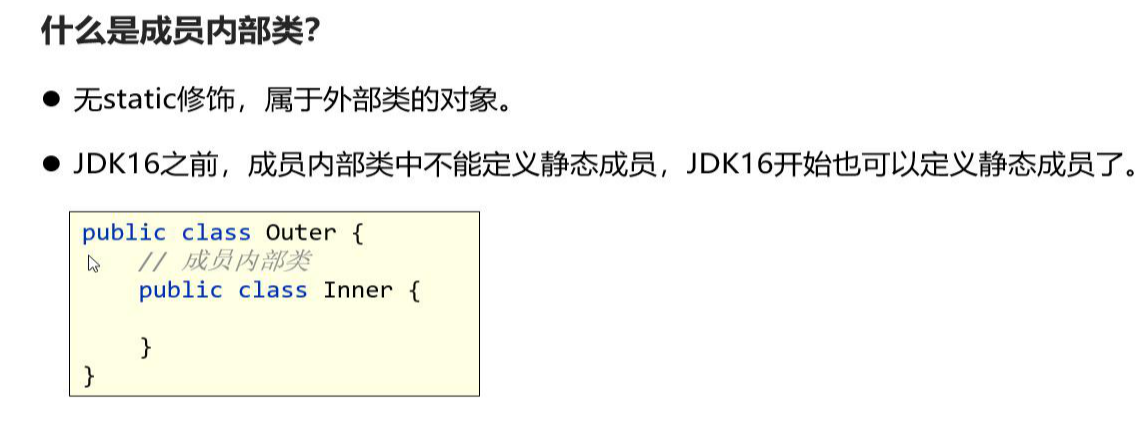 什么是成员内部类?
● 无static修饰，属于外部类的对象。
● JDK16之前，成员内部类中不能定义静态成员，JDK16开始也可以定义静态成员了。
public class Outer {
    // 成员内部类
    public class Inner {
    }
}